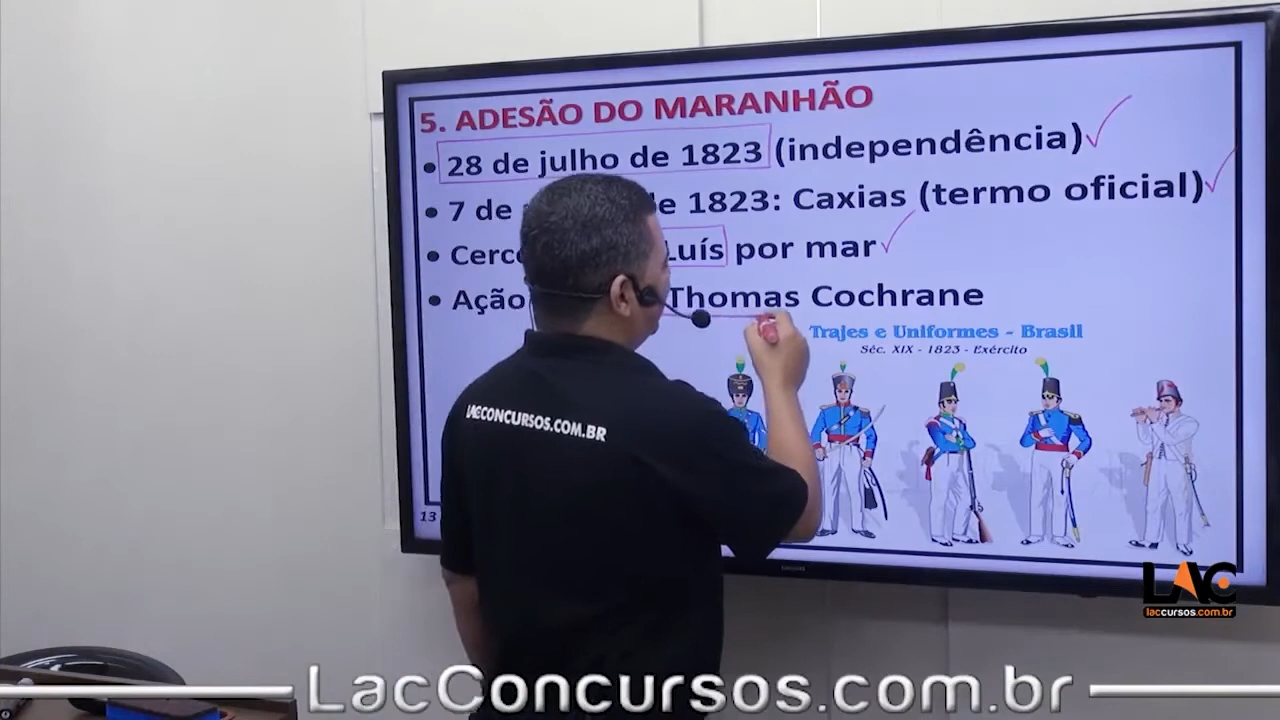 5. ADESÃO DO MARANHÃO
• 28 de julho de 1823 (independência)
• 7 de e 1823: Caxias (termo oficial)
• Cerc Luís por mar
• Ação Thomas Cochrane
Trajes e Uniformes - Brasil
Séc. XIX - 1823 - Exército
LACCONCURSOS.COM.BR
13
LAC
laccursos.com.br
LacConcursos.com.br